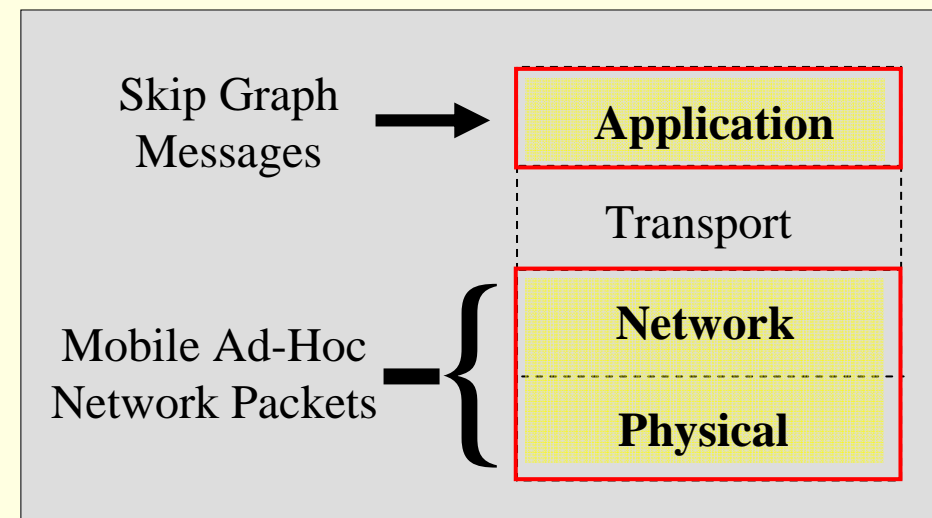 Skip Graph
Messages
Application
Transport
Mobile Ad-Hoc
Network Packets
Network
Physical